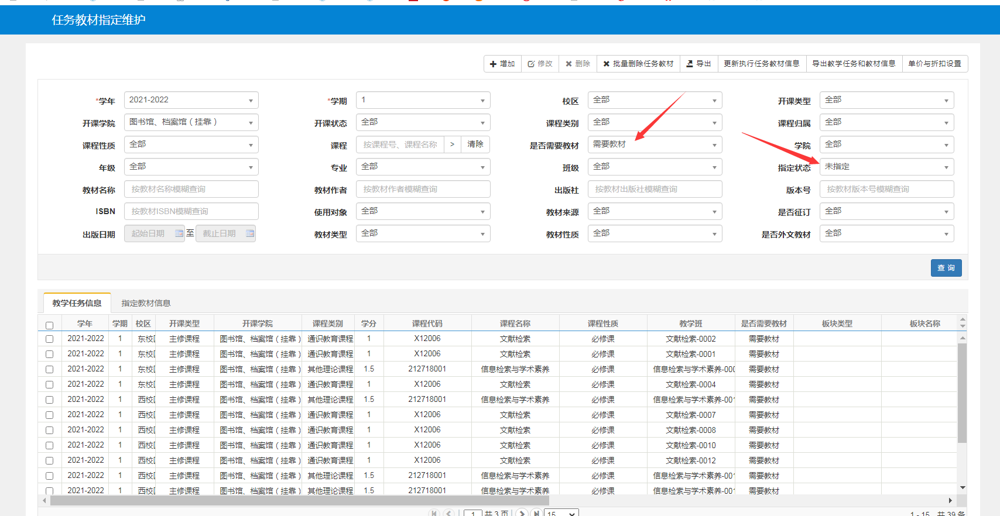 任务教材指定维护
增加 修改 删除 批量删除任务教材 导出 更新执行任务教材信息 导出教学任务和教材信息 单价与折扣设置
*学年 2021-2022 *学期 1 校区 全部 开课类型 全部
开课学院 图书馆、档案馆（挂靠） 开课状态 全部 课程类别 全部 课程归属 全部
课程性质 全部 课程 按课程号、课程名称 > 清除 是否需要教材 需要教材 学院 全部
年级 全部 专业 全部 班级 全部 指定状态 未指定
教材名称 按教材名称模糊查询 教材作者 按教材作者模糊查询 出版社 按教材出版社模糊查询 版本号 按教材版本号模糊查询
ISBN 按教材ISBN模糊查询 使用对象 全部 教材来源 全部 是否征订 全部
出版日期 起始日期 至 截止日期 教材类型 全部 教材性质 全部 是否外文教材 全部
查 询
教学任务信息 指定教材信息
学年 学期 校区 开课类型 开课学院 课程类别 学分 课程代码 课程名称 课程性质 教学班 是否需要教材 板块类型 板块名称
2021-2022 1 东校 主修课程 图书馆、档案馆（挂靠） 通识教育课程 1 X12006 文献检索 必修课 文献检索-0002 需要教材
2021-2022 1 东校 主修课程 图书馆、档案馆（挂靠） 通识教育课程 1 X12006 文献检索 必修课 文献检索-0001 需要教材
2021-2022 1 东校 主修课程 图书馆、档案馆（挂靠） 其他理论课程 1.5 212718001 信息检索与学术素养 必修课 信息检索与学术素养-00 需要教材
2021-2022 1 东校 主修课程 图书馆、档案馆（挂靠） 通识教育课程 1 X12006 文献检索 必修课 文献检索-0004 需要教材
2021-2022 1 西校 主修课程 图书馆、档案馆（挂靠） 其他理论课程 1.5 212718001 信息检索与学术素养 必修课 信息检索与学术素养-00 需要教材
2021-2022 1 西校 主修课程 图书馆、档案馆（挂靠） 通识教育课程 1 X12006 文献检索 必修课 文献检索-0007 需要教材
2021-2022 1 西校 主修课程 图书馆、档案馆（挂靠） 通识教育课程 1 X12006 文献检索 必修课 文献检索-0008 需要教材
2021-2022 1 西校 主修课程 图书馆、档案馆（挂靠） 通识教育课程 1 X12006 文献检索 必修课 文献检索-0010 需要教材
2021-2022 1 西校 主修课程 图书馆、档案馆（挂靠） 通识教育课程 1 X12006 文献检索 必修课 文献检索-0012 需要教材
2021-2022 1 西校 主修课程 图书馆、档案馆（挂靠） 其他理论课程 1.5 212718001 信息检索与学术素养 必修课 信息检索与学术素养-00 需要教材
2021-2022 1 西校 主修课程 图书馆、档案馆（挂靠） 其他理论课程 1.5 212718001 信息检索与学术素养 必修课 信息检索与学术素养-00 需要教材
1 共 3 页 15 1 - 15 共 39 条